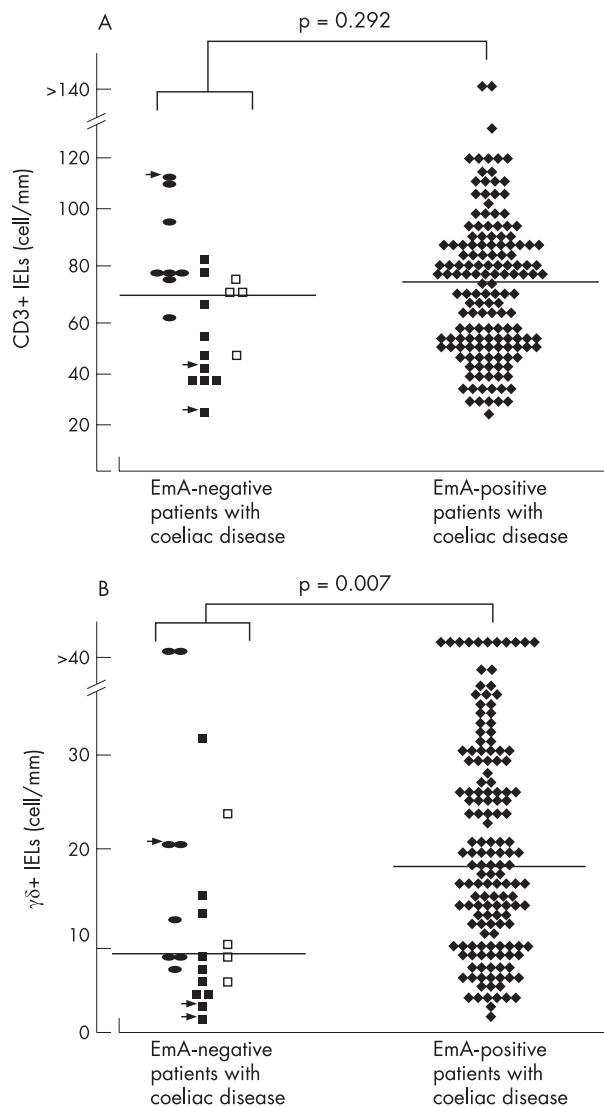 A
p = 0.292
>140
120
100
80
60
40
20
CD3+ IELs (cell/mm)
EmA-negative
patients with
coeliac disease
EmA-positive
patients with
coeliac disease
B
p = 0.007
>40
30
20
10
0
γδ+ IELs (cell/mm)
EmA-negative
patients with
coeliac disease
EmA-positive
patients with
coeliac disease